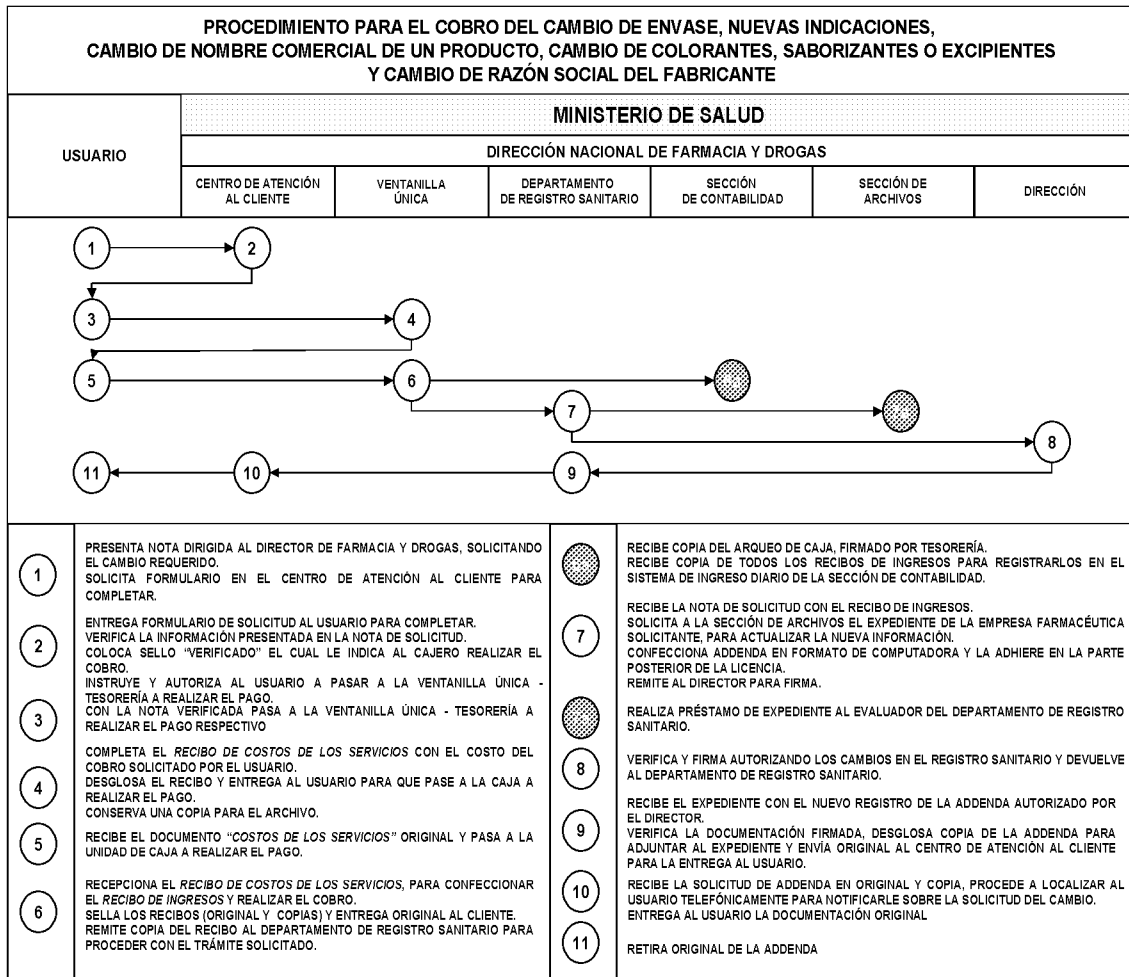 PROCEDIMIENTO PARA EL COBRO DEL CAMBIO DE ENVASE, NUEVAS INDICACIONES,
CAMBIO DE NOMBRE COMERCIAL DE UN PRODUCTO, CAMBIO DE COLORANTES, SABORIZANTES O EXCIPIENTES
Y CAMBIO DE RAZÓN SOCIAL DEL FABRICANTE
USUARIO
MINISTERIO DE SALUD
DIRECCIÓN NACIONAL DE FARMACIA Y DROGAS
CENTRO DE ATENCIÓN
AL CLIENTE
VENTANILLA
ÚNICA
DEPARTAMENTO
DE REGISTRO SANITARIO
SECCIÓN
DE CONTABILIDAD
SECCIÓN DE
ARCHIVOS
DIRECCIÓN
1
2
3
4
5
6
7
8
11
10
9
1
PRESENTA NOTA DIRIGIDA AL DIRECTOR DE FARMACIA Y DROGAS, SOLICITANDO
EL CAMBIO REQUERIDO.
SOLICITA FORMULARIO EN EL CENTRO DE ATENCIÓN AL CLIENTE PARA
COMPLETAR.
2
ENTREGA FORMULARIO DE SOLICITUD AL USUARIO PARA COMPLETAR.
VERIFICA LA INFORMACIÓN PRESENTADA EN LA NOTA DE SOLICITUD.
COLOCA SELLO “VERIFICADO” EL CUAL LE INDICA AL CAJERO REALIZAR EL
COBRO.
INSTRUYE Y AUTORIZA AL USUARIO A PASAR A LA VENTANILLA ÚNICA -
TESORERÍA A REALIZAR EL PAGO.
3
CON LA NOTA VERIFICADA PASA A LA VENTANILLA ÚNICA - TESORERÍA A
REALIZAR EL PAGO RESPECTIVO
4
COMPLETA EL RECIBO DE COSTOS DE LOS SERVICIOS CON EL COSTO DEL
COBRO SOLICITADO POR EL USUARIO.
DESGLOSA EL RECIBO Y ENTREGA AL USUARIO PARA QUE PASE A LA CAJA A
REALIZAR EL PAGO.
CONSERVA UNA COPIA PARA EL ARCHIVO.
5
RECIBE EL DOCUMENTO “COSTOS DE LOS SERVICIOS” ORIGINAL Y PASA A LA
UNIDAD DE CAJA A REALIZAR EL PAGO.
6
RECEPCIONA EL RECIBO DE COSTOS DE LOS SERVICIOS, PARA CONFECCIONAR
EL RECIBO DE INGRESOS Y REALIZAR EL COBRO.
SELLA LOS RECIBOS (ORIGINAL Y COPIAS) Y ENTREGA ORIGINAL AL CLIENTE.
REMITE COPIA DEL RECIBO AL DEPARTAMENTO DE REGISTRO SANITARIO PARA
PROCEDER CON EL TRÁMITE SOLICITADO.
RECIBE COPIA DEL ARQUEO DE CAJA, FIRMADO POR TESORERÍA.
RECIBE COPIA DE TODOS LOS RECIBOS DE INGRESOS PARA REGISTRARLOS EN EL
SISTEMA DE INGRESO DIARIO DE LA SECCIÓN DE CONTABILIDAD.
7
RECIBE LA NOTA DE SOLICITUD CON EL RECIBO DE INGRESOS.
SOLICITA A LA SECCIÓN DE ARCHIVOS EL EXPEDIENTE DE LA EMPRESA FARMACÉUTICA
SOLICITANTE, PARA ACTUALIZAR LA NUEVA INFORMACIÓN.
CONFECCIONA ADDENDA EN FORMATO DE COMPUTADORA Y LA ADHIERE EN LA PARTE
POSTERIOR DE LA LICENCIA.
REMITE AL DIRECTOR PARA FIRMA.
REALIZA PRÉSTAMO DE EXPEDIENTE AL EVALUADOR DEL DEPARTAMENTO DE REGISTRO
SANITARIO.
8
VERIFICA Y FIRMA AUTORIZANDO LOS CAMBIOS EN EL REGISTRO SANITARIO Y DEVUELVE
AL DEPARTAMENTO DE REGISTRO SANITARIO.
9
RECIBE EL EXPEDIENTE CON EL NUEVO REGISTRO DE LA ADDENDA AUTORIZADO POR
EL DIRECTOR.
VERIFICA LA DOCUMENTACIÓN FIRMADA, DESGLOSA COPIA DE LA ADDENDA PARA
ADJUNTAR AL EXPEDIENTE Y ENVÍA ORIGINAL AL CENTRO DE ATENCIÓN AL CLIENTE
PARA LA ENTREGA AL USUARIO.
10
RECIBE LA SOLICITUD DE ADDENDA EN ORIGINAL Y COPIA, PROCEDE A LOCALIZAR AL
USUARIO TELEFÓNICAMENTE PARA NOTIFICARLE SOBRE LA SOLICITUD DEL CAMBIO.
ENTREGA AL USUARIO LA DOCUMENTACIÓN ORIGINAL
11
RETIRA ORIGINAL DE LA ADDENDA